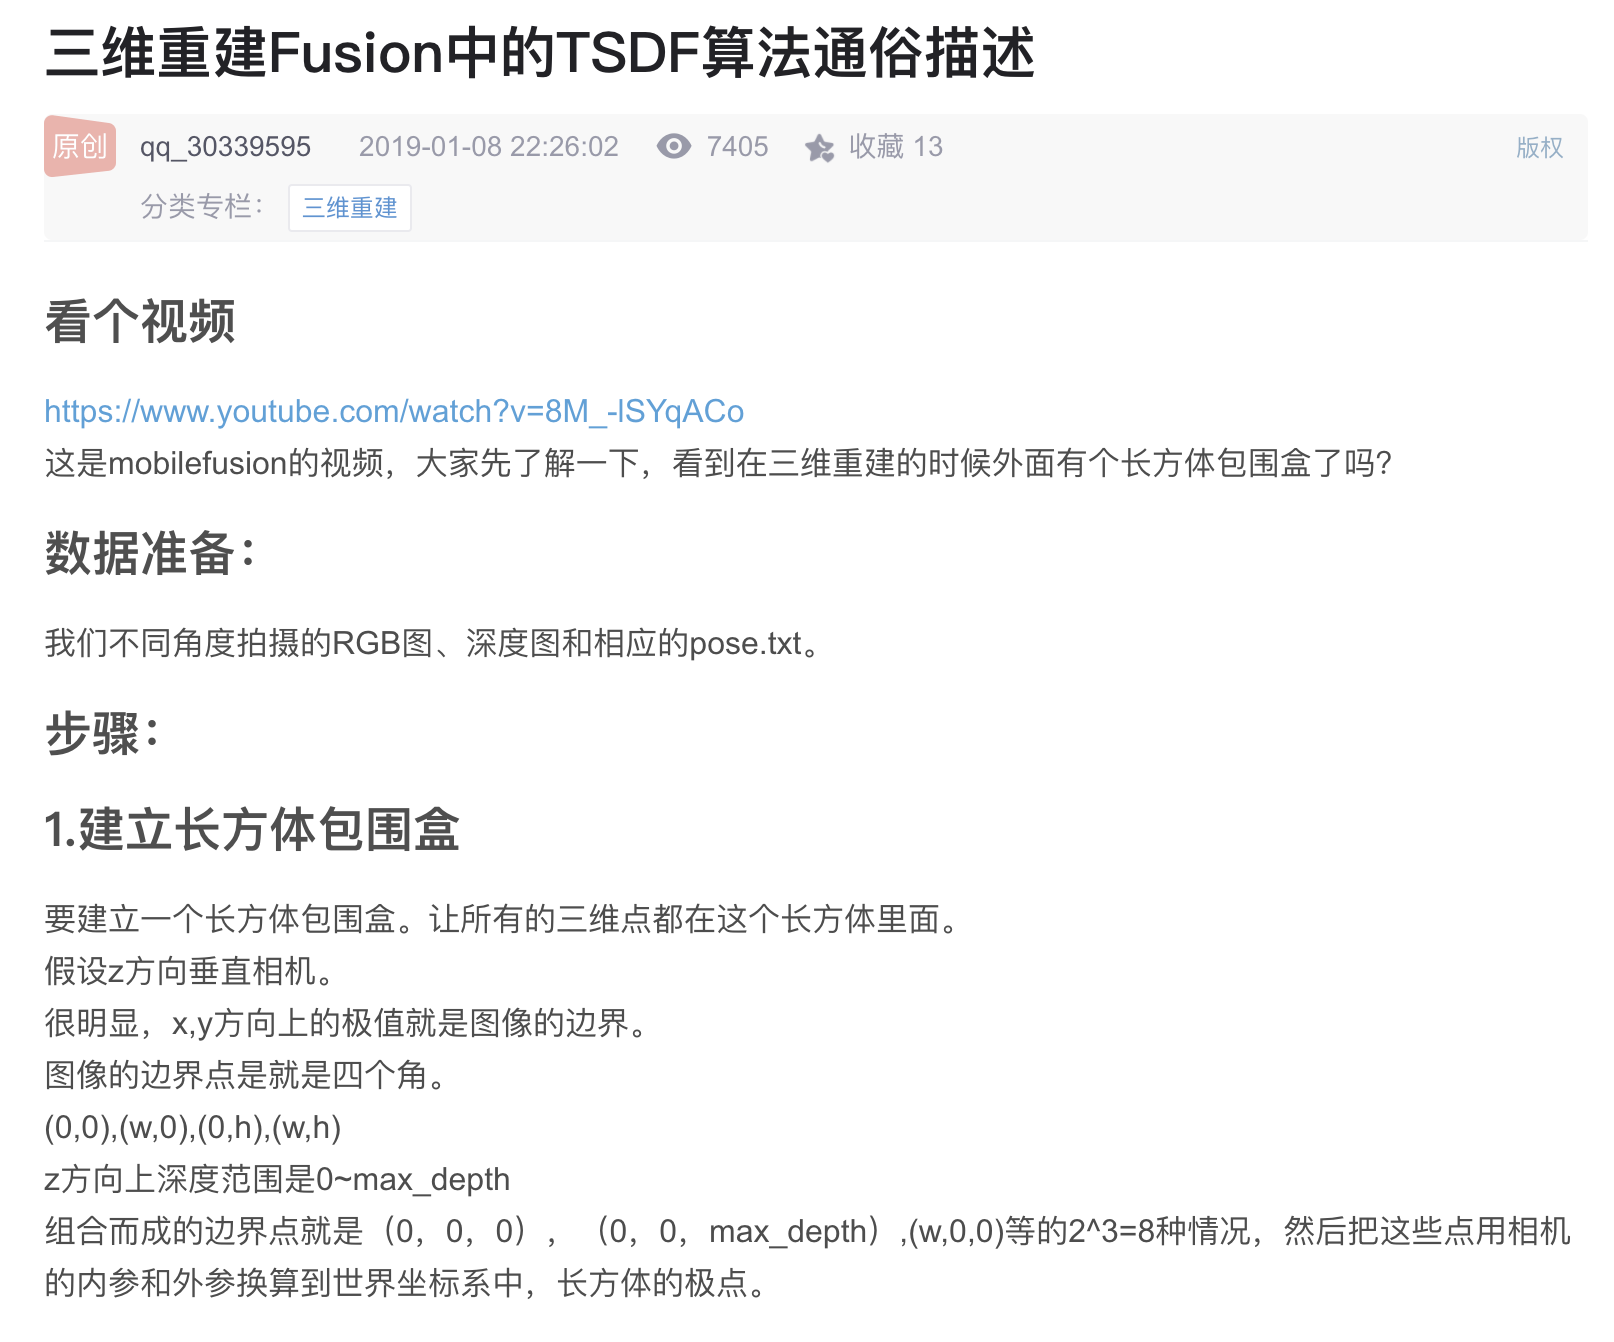 三维重建Fusion中的TSDF算法通俗描述
原创 qq_30339595 2019-01-08 22:26:02 7405 收藏 13 版权
分类专栏： 三维重建
看个视频
https://www.youtube.com/watch?v=8M_-lSYqACo
这是mobilefusion的视频，大家先了解一下，看到在三维重建的时候外面有个长方体包围盒了吗?
数据准备：
我们不同角度拍摄的RGB图、深度图和相应的pose.txt。
步骤：
1.建立长方体包围盒
要建立一个长方体包围盒。让所有的三维点都在这个长方体里面。
假设z方向垂直相机。
很明显，x,y方向上的极值就是图像的边界。
图像的边界点是就是四个角。
(0,0),(w,0),(0,h),(w,h)
z方向上深度范围是0~max_depth
组合而成的边界点就是（0，0，0），（0，0，max_depth）,(w,0,0)等的2^3=8种情况，然后把这些点用相机
的内参和外参换算到世界坐标系中，长方体的极点。